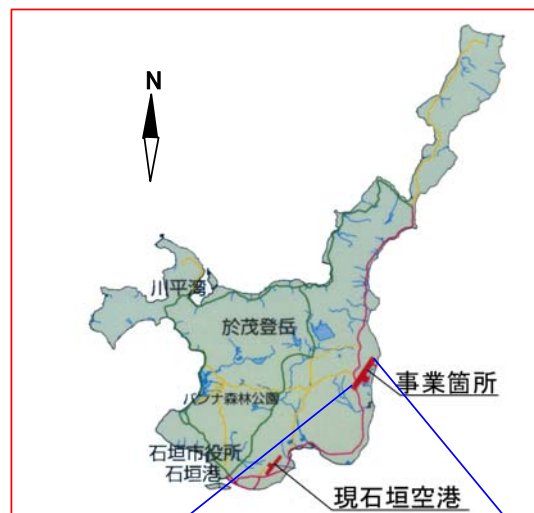 N
川平湾
於茂登岳
事業箇所
バンナ森林公園
石垣市役所
石垣港
現石垣空港